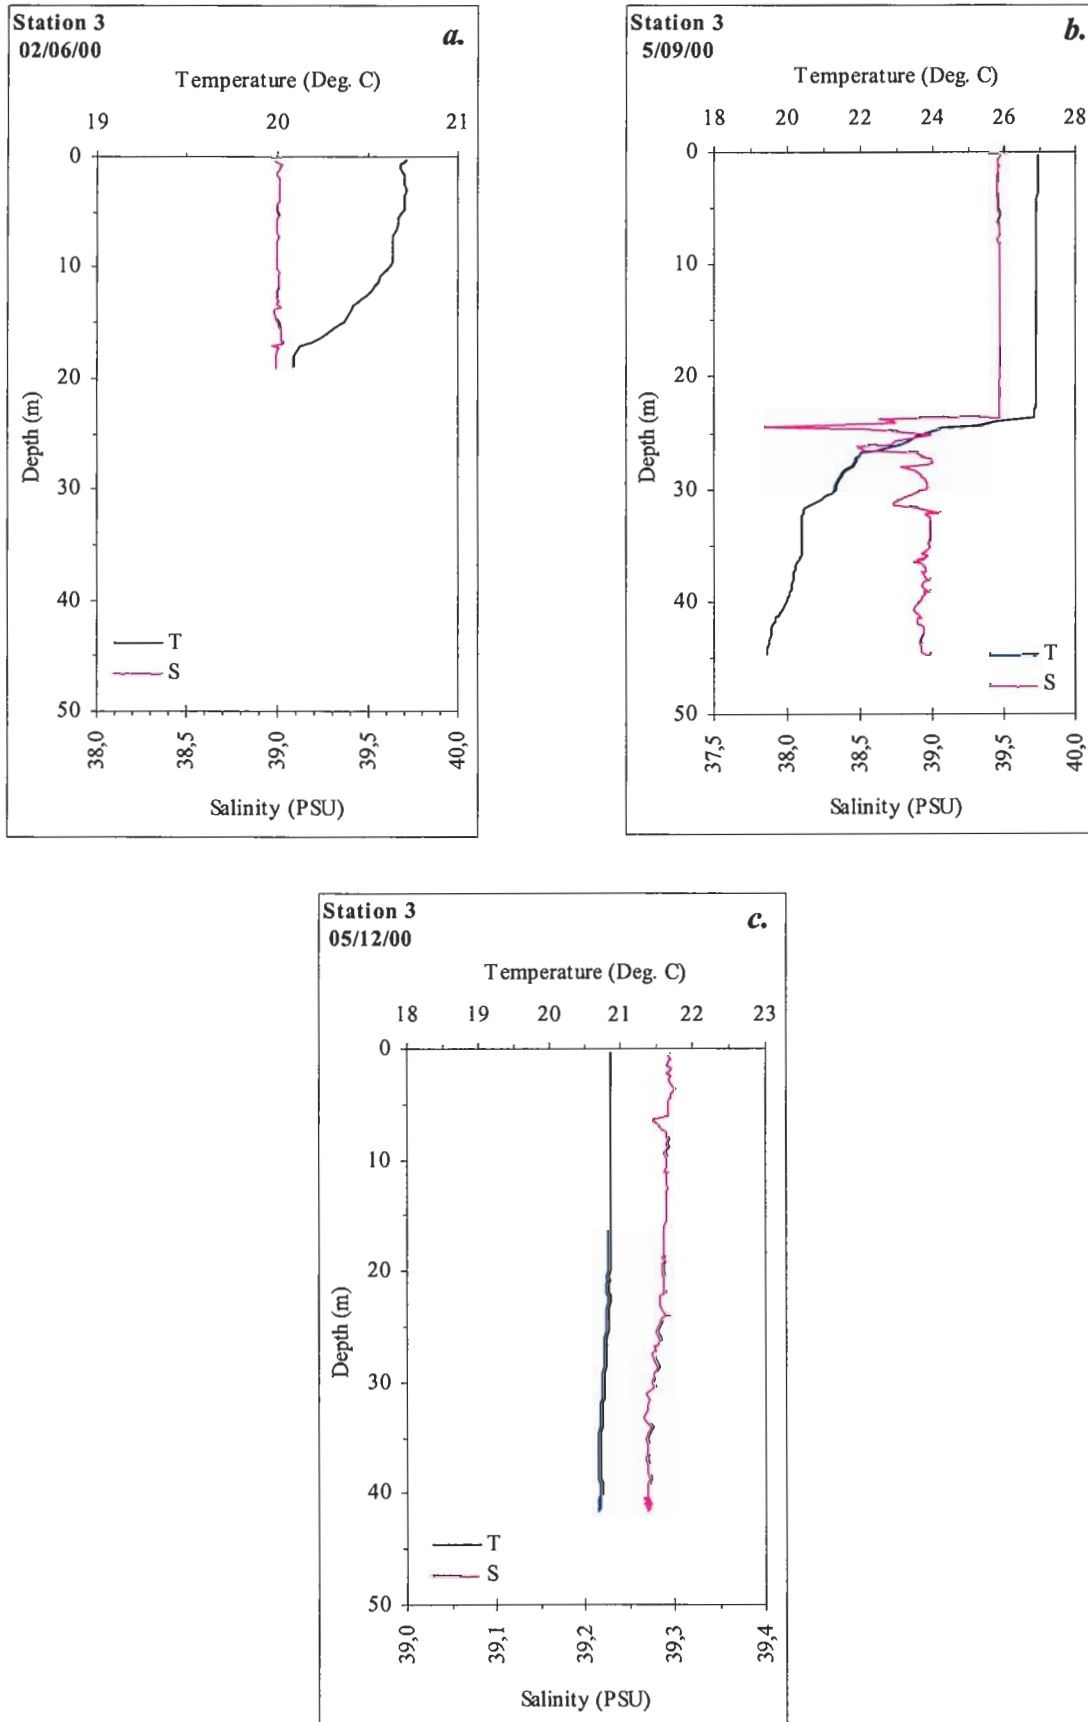 Station 3
02/06/00
a.
Temperature (Deg. C)
19 20 21
0
10
20
30
40
50
Depth (m)
T
S
38,0 38,5 39,0 39,5 40,0
Salinity (PSU)
Station 3
5/09/00
b.
Temperature (Deg. C)
18 20 22 24 26 28
0
10
20
30
40
50
Depth (m)
T
S
37,5 38,0 38,5 39,0 39,5 40,0
Salinity (PSU)
Station 3
05/12/00
c.
Temperature (Deg. C)
18 19 20 21 22 23
0
10
20
30
40
50
Depth (m)
T
S
39,0 39,1 39,2 39,3 39,4
Salinity (PSU)